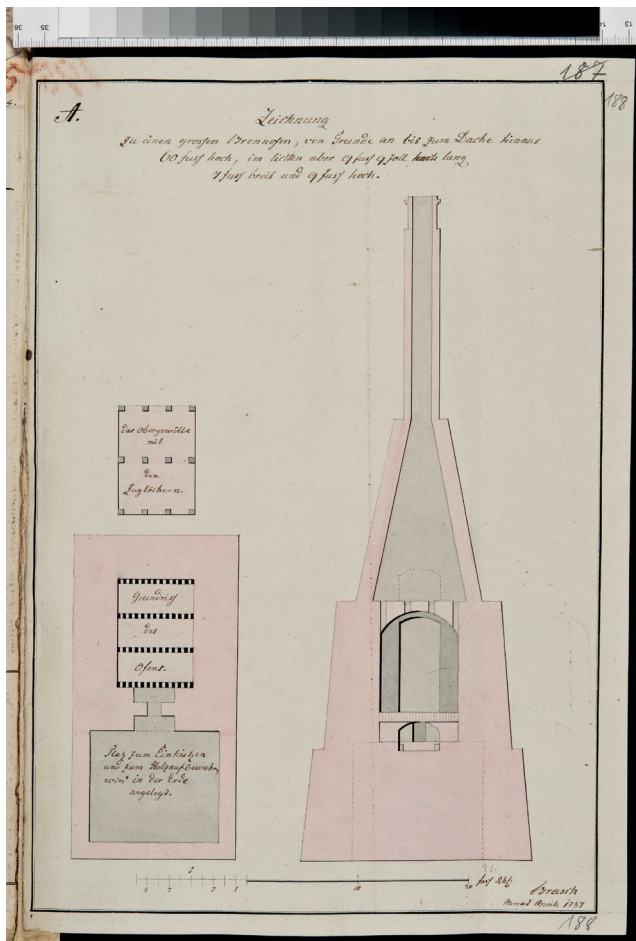 187
188
A.
Zeichnung
zu einen grossen Brennofen, von Grunde an bis zum Dache hinaus
60 fuss hoch, im lichten aber 9 fuss 9 Zoll hoch lang
7 fuss breit und 9 fuss hoch.
das Obergewölbe
mit
den
Zuglöchern.
Grundriss
des
Ofens.
Platz zum Einheitzen
und zum Holzaufbewahren
wird in der Erde
angelegt.
10
20 fuss
Brasch
Monat Aprill 1787
188